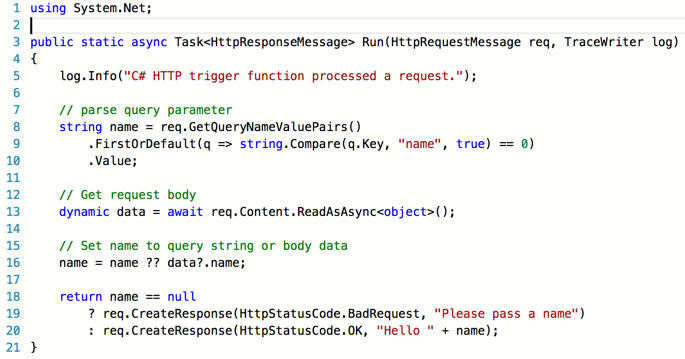 1 using System.Net;
2
3 public static async Task<HttpResponseMessage> Run(HttpRequestMessage req, TraceWriter log)
4 {
5     log.Info("C# HTTP trigger function processed a request.");
6
7     // parse query parameter
8     string name = req.GetQueryNameValuePairs()
9         .FirstOrDefault(q => string.Compare(q.Key, "name", true) == 0)
10         .Value;
11
12     // Get request body
13     dynamic data = await req.Content.ReadAsAsync<object>();
14
15     // Set name to query string or body data
16     name = name ?? data?.name;
17
18     return name == null
19         ? req.CreateResponse(HttpStatusCode.BadRequest, "Please pass a name")
20         : req.CreateResponse(HttpStatusCode.OK, "Hello " + name);
21 }